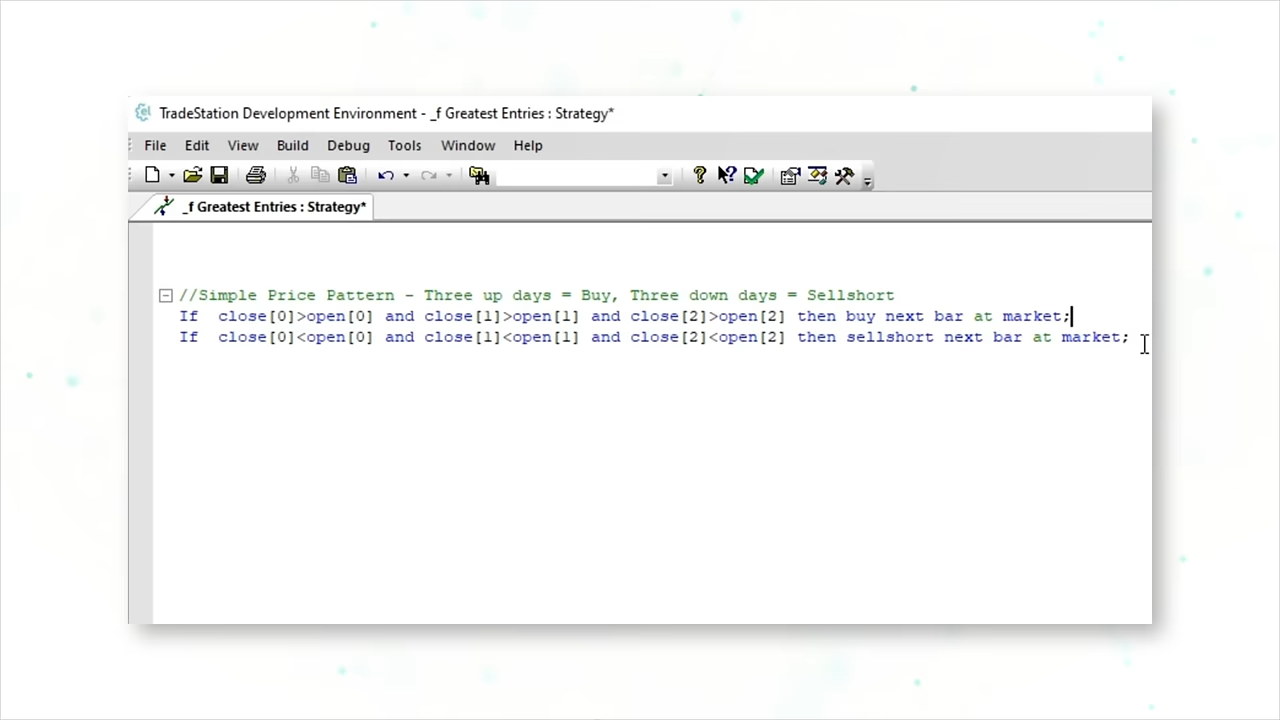 TradeStation Development Environment - _f Greatest Entries : Strategy*
File Edit View Build Debug Tools Window Help
_f Greatest Entries : Strategy*
//Simple Price Pattern - Three up days = Buy, Three down days = Sellshort
If  close[0]>open[0] and close[1]>open[1] and close[2]>open[2] then buy next bar at market;
If  close[0]<open[0] and close[1]<open[1] and close[2]<open[2] then sellshort next bar at market;